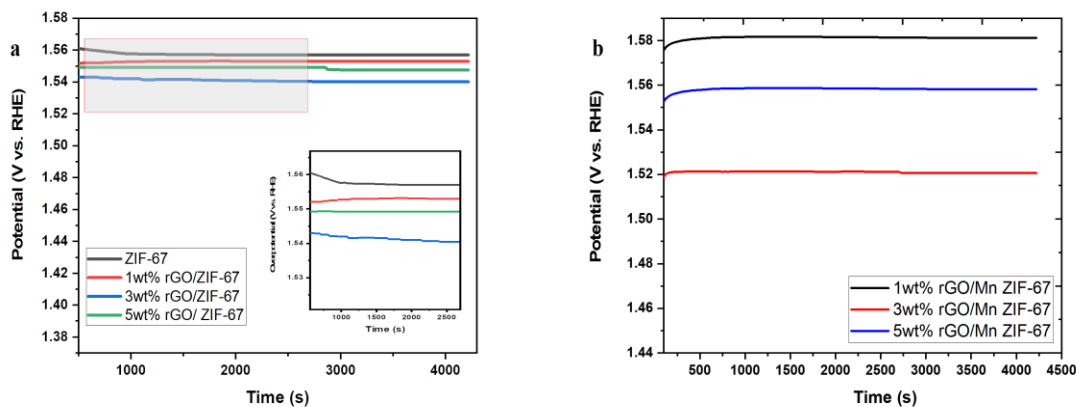 a
Potential (V vs. RHE)
1.58
1.56
1.54
1.52
1.50
1.48
1.46
1.44
1.42
1.40
1.38
1000
2000
3000
4000
Time (s)
ZIF-67
1wt% rGO/ZIF-67
3wt% rGO/ZIF-67
5wt% rGO/ ZIF-67
Overpotential (V vs. RHE)
1.56
1.55
1.54
1.53
1000
1500
2000
2500
Time (s)
b
Potential (V vs. RHE)
1.58
1.56
1.54
1.52
1.50
1.48
1.46
1.44
500
1000
1500
2000
2500
3000
3500
4000
4500
Time (s)
1wt% rGO/Mn ZIF-67
3wt% rGO/Mn ZIF-67
5wt% rGO/Mn ZIF-67